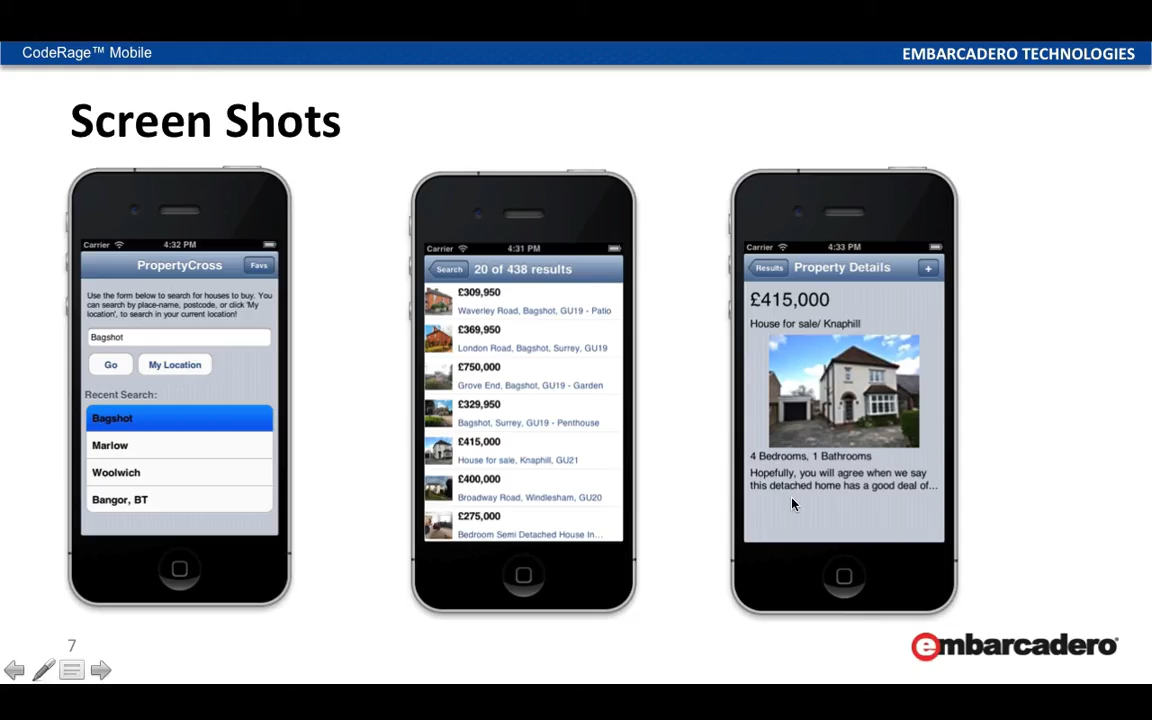 CodeRage™ Mobile
EMBARCADERO TECHNOLOGIES
Screen Shots
Carrier 4:32 PM
PropertyCross
Favs
Use the form below to search for houses to buy. You
can search by place-name, postcode, or click 'My
location', to search in your current location!
Bagshot
Go
My Location
Recent Search:
Bagshot
Marlow
Woolwich
Bangor, BT
Carrier 4:31 PM
Search
20 of 438 results
£309,950
Waverley Road, Bagshot, GU19 - Patio
£369,950
London Road, Bagshot, Surrey, GU19
£750,000
Grove End, Bagshot, GU19 - Garden
£329,950
Bagshot, Surrey, GU19 - Penthouse
£415,000
House for sale, Knaphill, GU21
£400,000
Broadway Road, Windlesham, GU20
£275,000
Bedroom Semi Detached House In...
Carrier 4:33 PM
Results
Property Details
+
£415,000
House for sale/ Knaphill
4 Bedrooms, 1 Bathrooms
Hopefully, you will agree when we say
this detached home has a good deal of...
7
embarcadero®